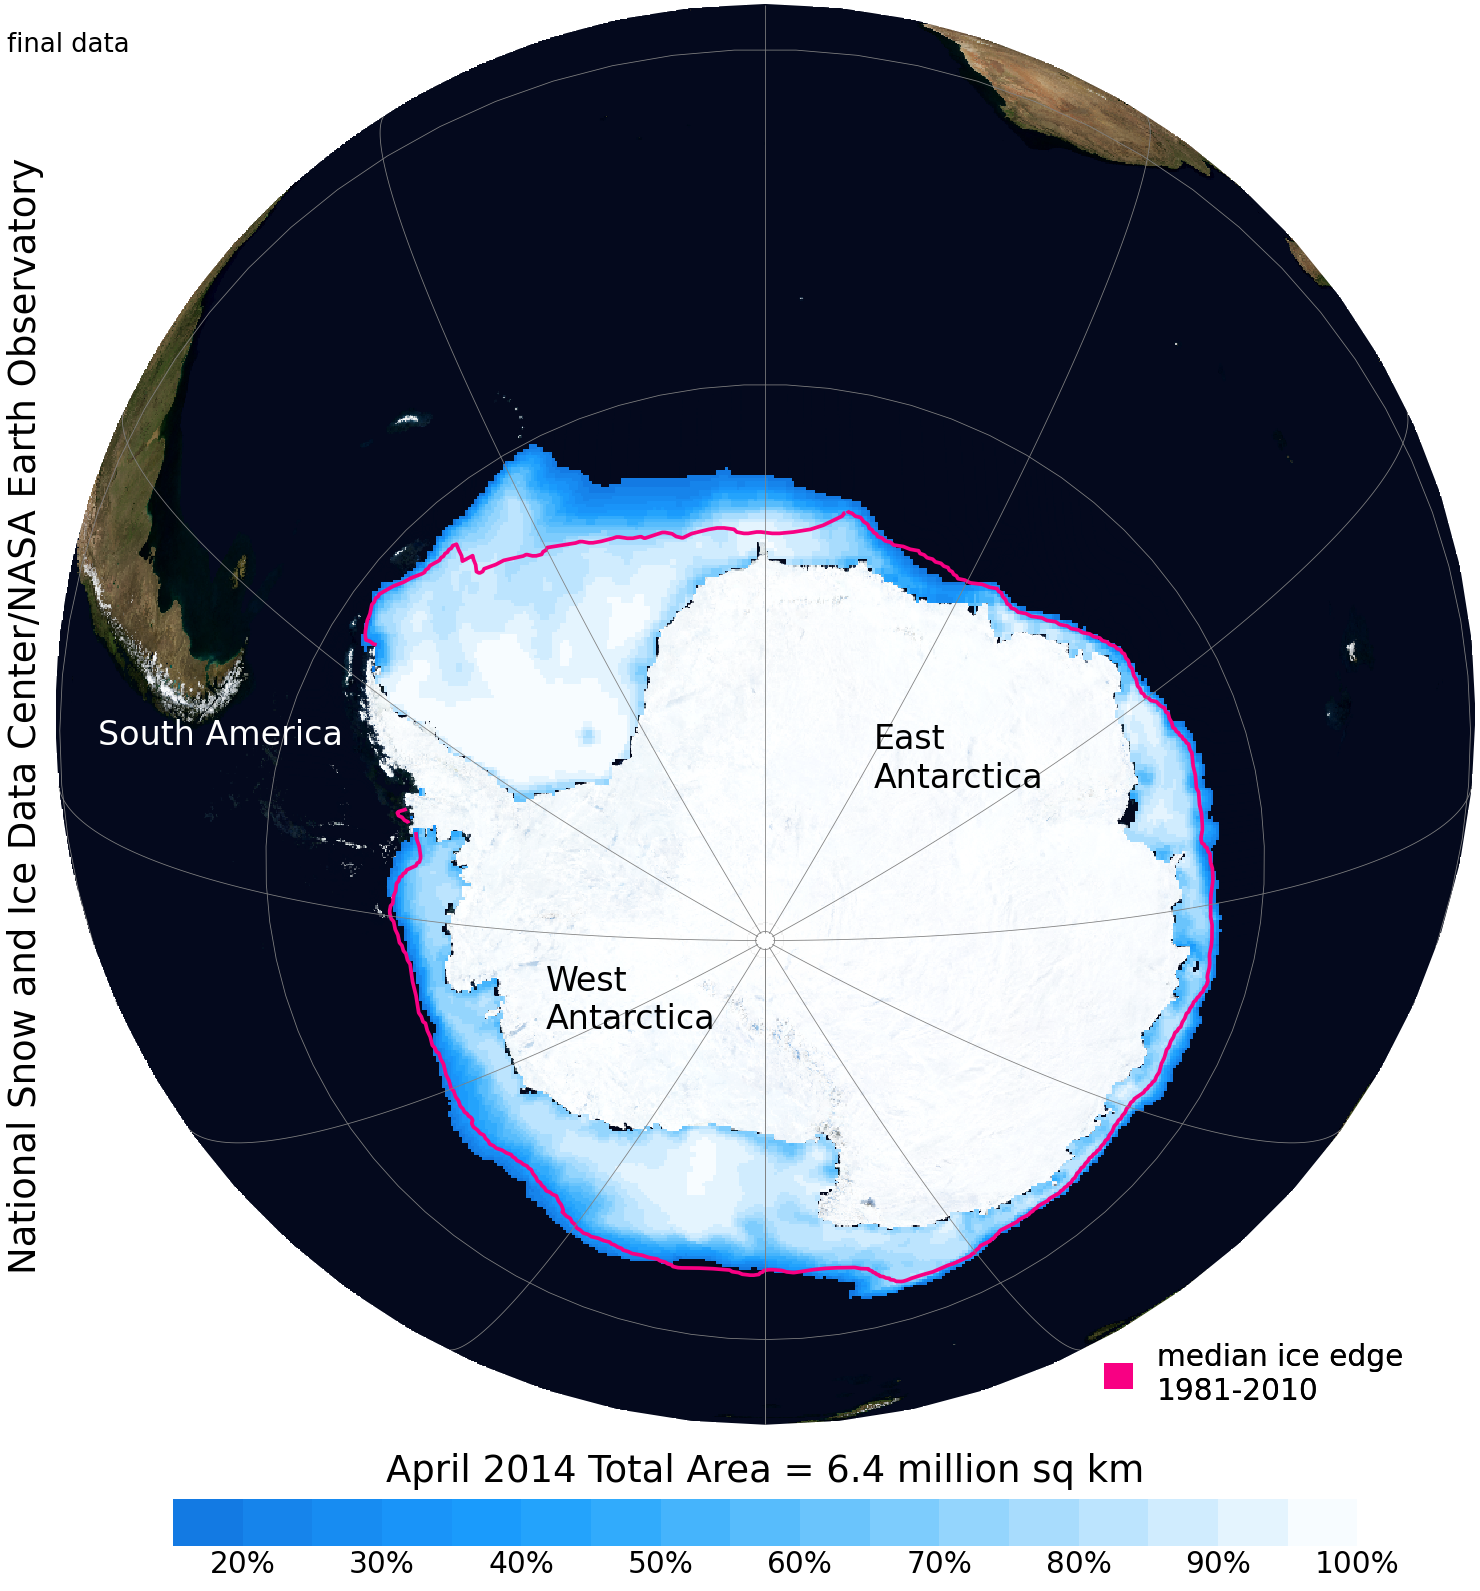 final data
National Snow and Ice Data Center/NASA Earth Observatory
South America
East
Antarctica
West
Antarctica
median ice edge
1981-2010
April 2014 Total Area = 6.4 million sq km
20% 30% 40% 50% 60% 70% 80% 90% 100%